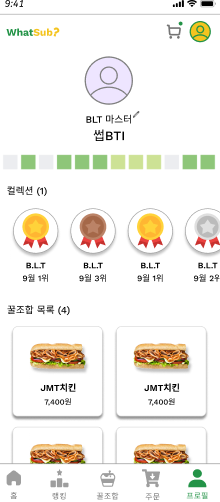 9:41
WhatSub?
BLT 마스터
썹BTI
컬렉션 (1)
B.L.T
9월 1위
B.L.T
9월 3위
B.L.T
9월 1위
B.L.T
9월 2위
꿀조합 목록 (4)
JMT치킨
7,400원
JMT치킨
7,400원
홈
랭킹
꿀조합
주문
프로필